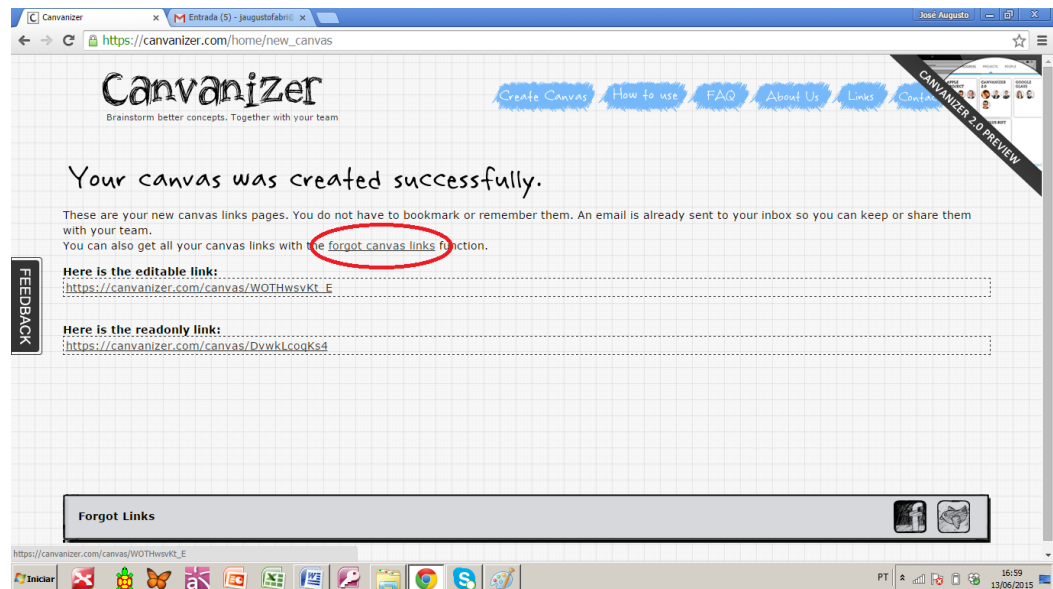 Canvanizer
Entrada (5) - jaugustofabri
José Augusto
https://canvanizer.com/home/new_canvas
Canvanizer
Brainstorm better concepts. Together with your team
Create Canvas
How to use
FAQ
About Us
Links
Contac
CANVANIZER 2.0 PREVIEW
Your canvas was created successfully.
These are your new canvas links pages. You do not have to bookmark or remember them. An email is already sent to your inbox so you can keep or share them
with your team.
You can also get all your canvas links with the forgot canvas links function.
FEEDBACK
Here is the editable link:
https://canvanizer.com/canvas/WOTHwsvKt_E
Here is the readonly link:
https://canvanizer.com/canvas/DvwkLcoqKs4
Forgot Links
https://canvanizer.com/canvas/WOTHwsvKt_E
Iniciar
PT
16:59
13/06/2015